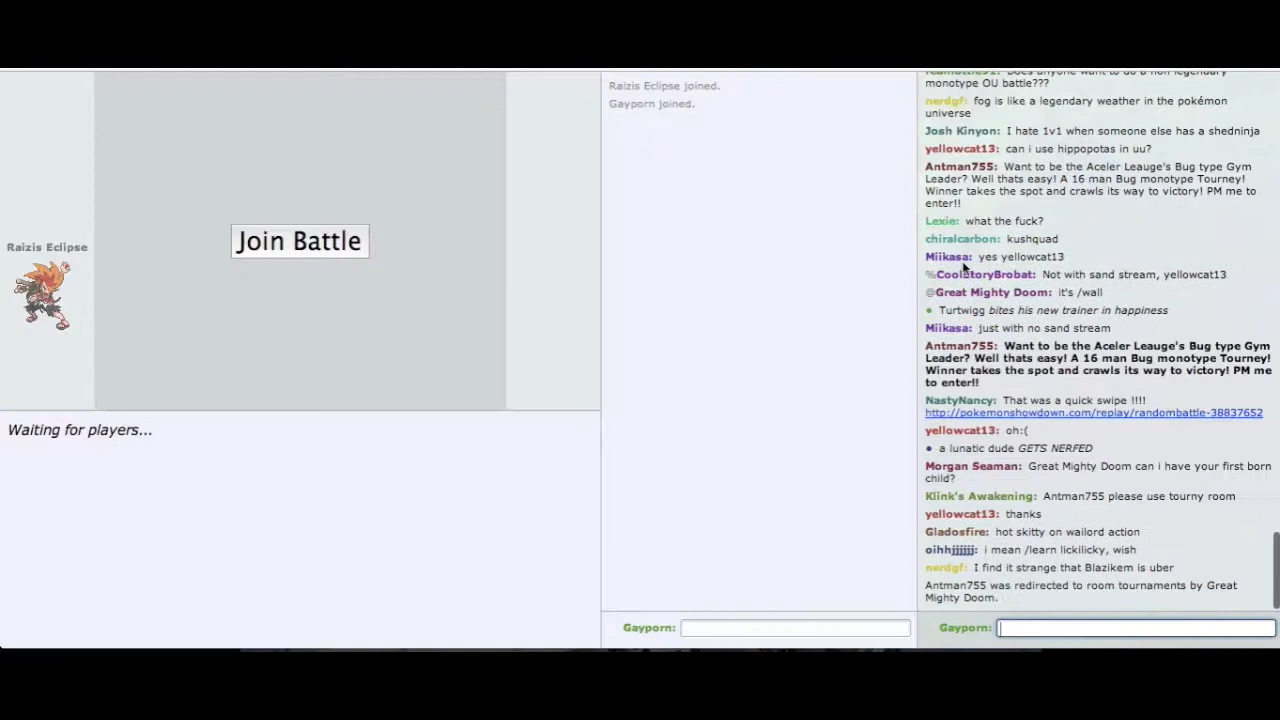 Raizis Eclipse
Join Battle
Waiting for players...
Raizis Eclipse joined.
Gayporn joined.
Gayporn:
Does anyone want to do a non legendary
monotype OU battle???
nerdgf: fog is like a legendary weather in the pokémon
universe
Josh Kinyon: I hate 1v1 when someone else has a shedninja
yellowcat13: can i use hippopotas in uu?
Antman755: Want to be the Aceler Leauge's Bug type Gym
Leader? Well thats easy! A 16 man Bug monotype Tourney!
Winner takes the spot and crawls its way to victory! PM me to
enter!!
Lexie: what the fuck?
chiralcarbon: kushquad
Miikasa: yes yellowcat13
%CoolStoryBrobat: Not with sand stream, yellowcat13
@Great Mighty Doom: it's /wall
• Turtwigg bites his new trainer in happiness
Miikasa: just with no sand stream
Antman755: Want to be the Aceler Leauge's Bug type Gym
Leader? Well thats easy! A 16 man Bug monotype Tourney!
Winner takes the spot and crawls its way to victory! PM me
to enter!!
NastyNancy: That was a quick swipe !!!!
http://pokemonshowdown.com/replay/randombattle-38837652
yellowcat13: oh:(
• a lunatic dude GETS NERFED
Morgan Seaman: Great Mighty Doom can i have your first born
child?
Klink's Awakening: Antman755 please use tourny room
yellowcat13: thanks
Gladosfire: hot skitty on wailord action
oihhjjjjjj: i mean /learn lickilicky, wish
nerdgf: I find it strange that Blazikem is uber
Antman755 was redirected to room tournaments by Great
Mighty Doom.
Gayporn: